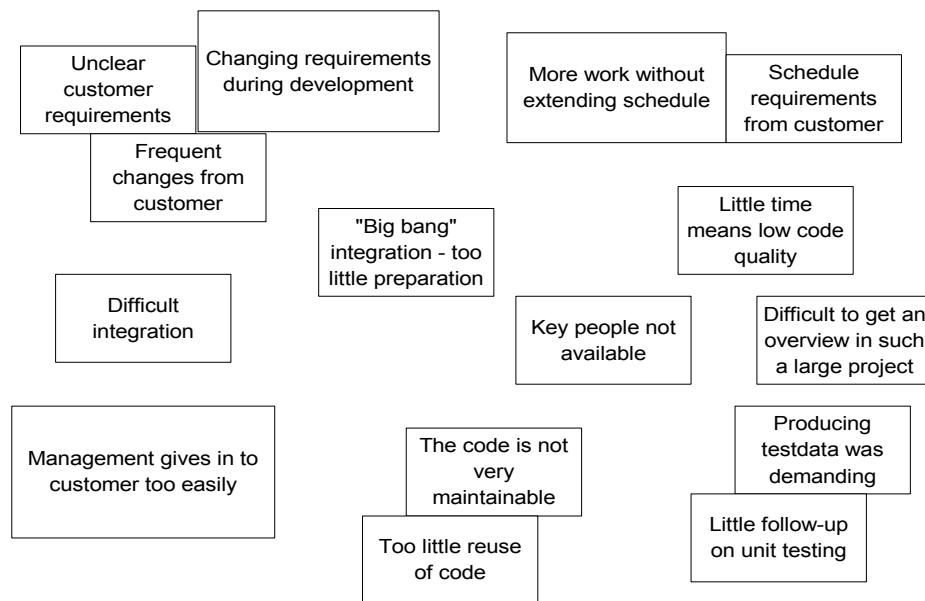 Unclear
customer
requirements
Changing requirements
during development
Frequent
changes from
customer
More work without
extending schedule
Schedule
requirements
from customer
"Big bang"
integration - too
little preparation
Little time
means low code
quality
Difficult
integration
Key people not
available
Difficult to get an
overview in such
a large project
Management gives in to
customer too easily
The code is not
very
maintainable
Too little reuse
of code
Producing
testdata was
demanding
Little follow-up
on unit testing